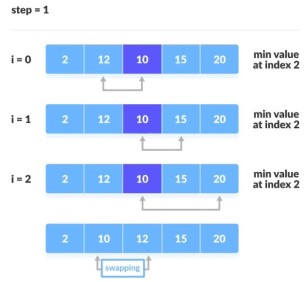 step = 1
i = 0 2 12 10 15 20 min value
at index 2
i = 1 2 12 10 15 20 min value
at index 2
i = 2 2 12 10 15 20 min value
at index 2
2 10 12 15 20
swapping